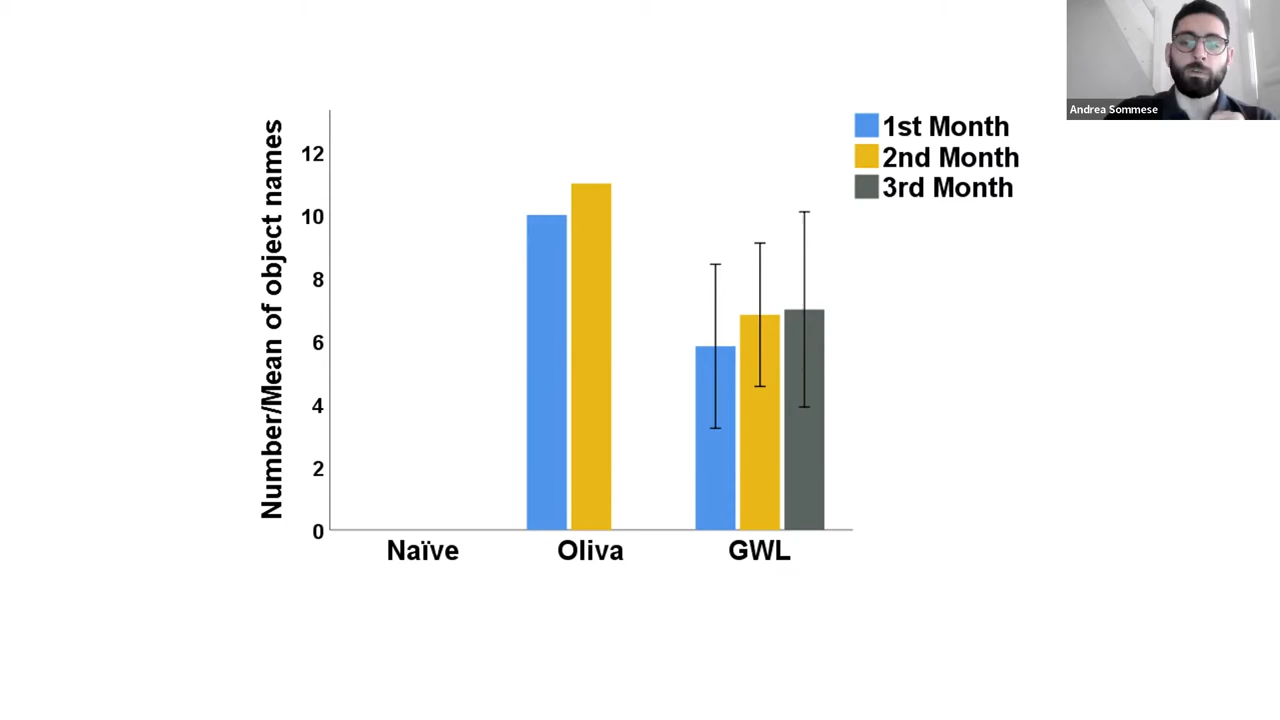 Andrea Sommese
1st Month
2nd Month
3rd Month
Number/Mean of object names
12
10
8
6
4
2
0
Naïve
Oliva
GWL